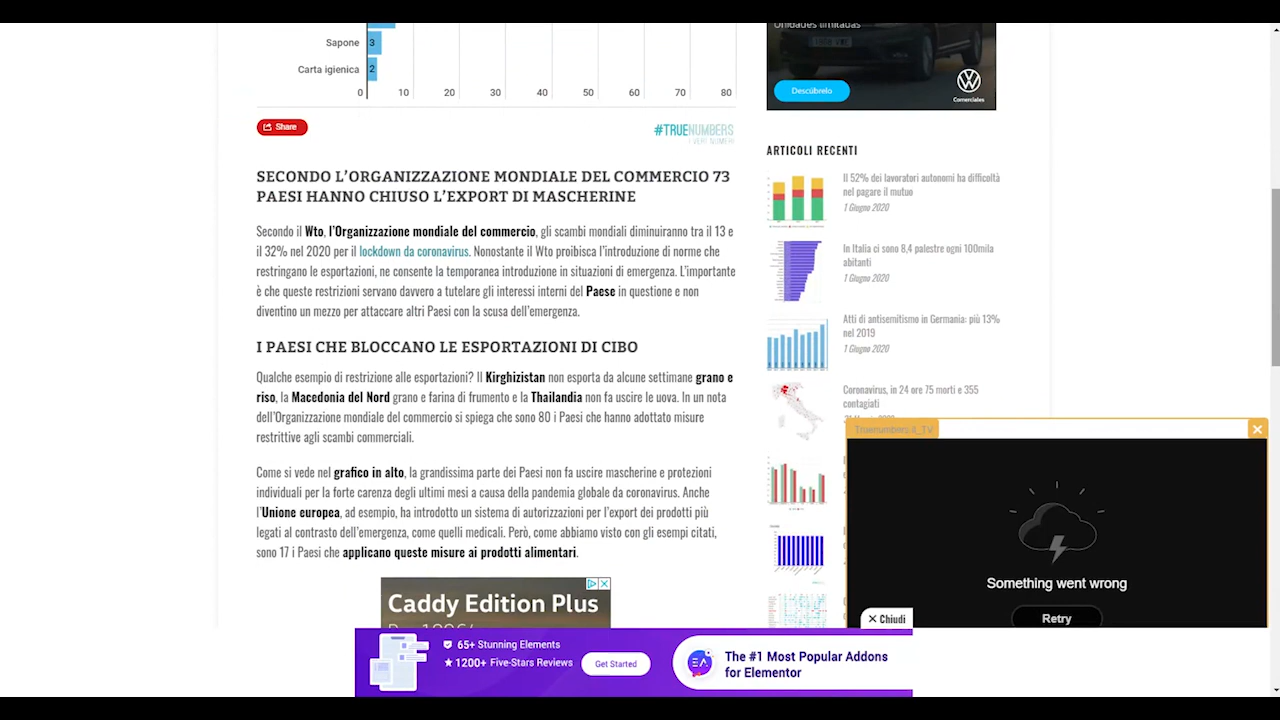 Sapone 3
Carta igienica 2
0 10 20 30 40 50 60 70 80
Share
#TRUENUMBERS
I VERI NUMERI
SECONDO L'ORGANIZZAZIONE MONDIALE DEL COMMERCIO 73
PAESI HANNO CHIUSO L'EXPORT DI MASCHERINE
Secondo il Wto, l'Organizzazione mondiale del commercio, gli scambi mondiali diminuiranno tra il 13 e
il 32% nel 2020 per il lockdown da coronavirus. Nonostante il Wto proibisca l'introduzione di norme che
restringano le esportazioni, ne consente la temporanea introduzione in situazioni di emergenza. L'importante
è che queste restrizioni servano davvero a tutelare gli interessi interni del Paese in questione e non
diventino un mezzo per attaccare altri Paesi con la scusa dell'emergenza.
I PAESI CHE BLOCCANO LE ESPORTAZIONI DI CIBO
Qualche esempio di restrizione alle esportazioni? Il Kirghizistan non esporta da alcune settimane grano e
riso, la Macedonia del Nord grano e farina di frumento e la Thailandia non fa uscire le uova. In un nota
dell'Organizzazione mondiale del commercio si spiega che sono 80 i Paesi che hanno adottato misure
restrittive agli scambi commerciali.
Come si vede nel grafico in alto, la grandissima parte dei Paesi non fa uscire mascherine e protezioni
individuali per la forte carenza degli ultimi mesi a causa della pandemia globale da coronavirus. Anche
l'Unione europea, ad esempio, ha introdotto un sistema di autorizzazioni per l'export dei prodotti più
legati al contrasto dell'emergenza, come quelli medicali. Però, come abbiamo visto con gli esempi citati,
sono 17 i Paesi che applicano queste misure ai prodotti alimentari.
Caddy Edition Plus
Unidades limitadas
Descúbrelo
Comerciales
ARTICOLI RECENTI
Il 52% dei lavoratori autonomi ha difficoltà
nel pagare il mutuo
1 Giugno 2020
In Italia ci sono 8,4 palestre ogni 100mila
abitanti
1 Giugno 2020
Atti di antisemitismo in Germania: più 13%
nel 2019
1 Giugno 2020
Coronavirus, in 24 ore 75 morti e 355
contagiati
Truenumbers.it_TV
Something went wrong
Retry
Chiudi
65+ Stunning Elements
1200+ Five-Stars Reviews
Get Started
EA
The #1 Most Popular Addons
for Elementor